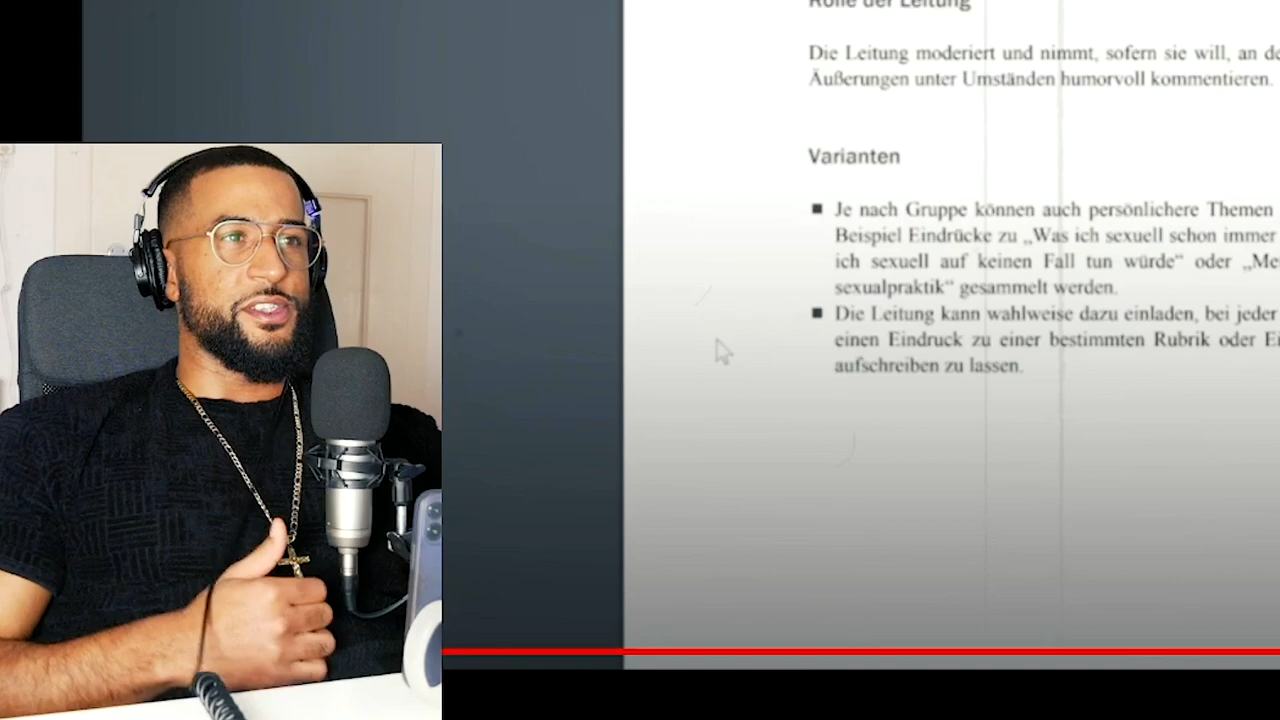 Rolle der Leitung
Die Leitung moderiert und nimmt, sofern sie will, an
Äußerungen unter Umständen humorvoll kommentieren.
Varianten
■ Je nach Gruppe können auch persönlichere Themen
Beispiel Eindrücke zu „Was ich sexuell schon immer
ich sexuell auf keinen Fall tun würde“ oder
sexualpraktik“ gesammelt werden.
■ Die Leitung kann wahlweise dazu einladen, bei jeder
einen Eindruck zu einer bestimmten Rubrik oder
aufschreiben zu lassen.